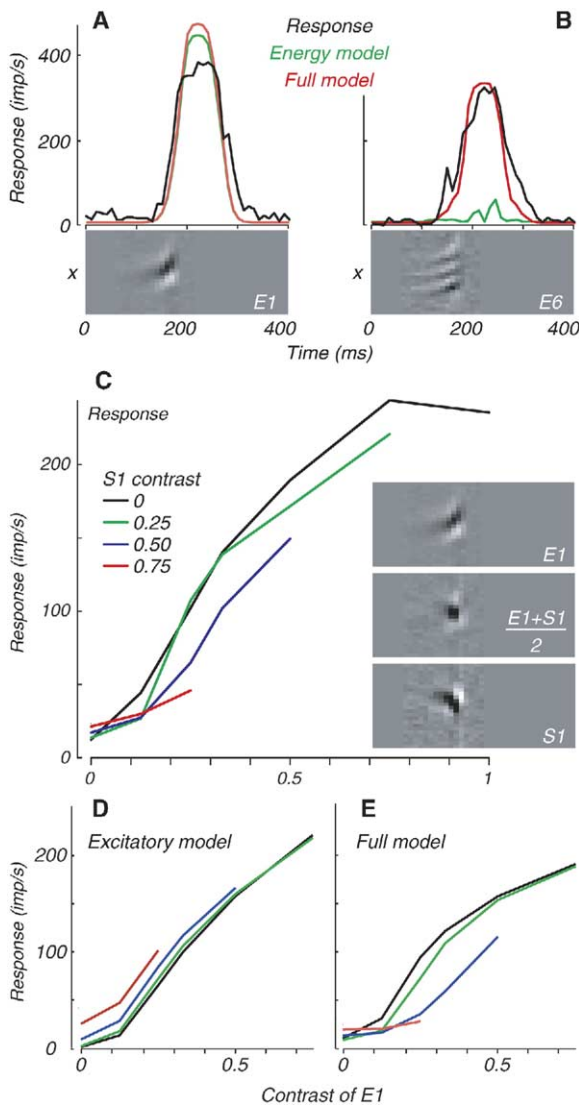 A
B
Response
Energy model
Full model
Response (imp/s)
400
200
0
x
E1
x
E6
0
200
400
0
200
400
Time (ms)
C
Response
S1 contrast
0
0.25
0.50
0.75
Response (imp/s)
200
100
0
E1
E1+S1
2
S1
0
0.5
1
D
Excitatory model
E
Full model
Response (imp/s)
200
100
0
0
0.5
0
0.5
Contrast of E1